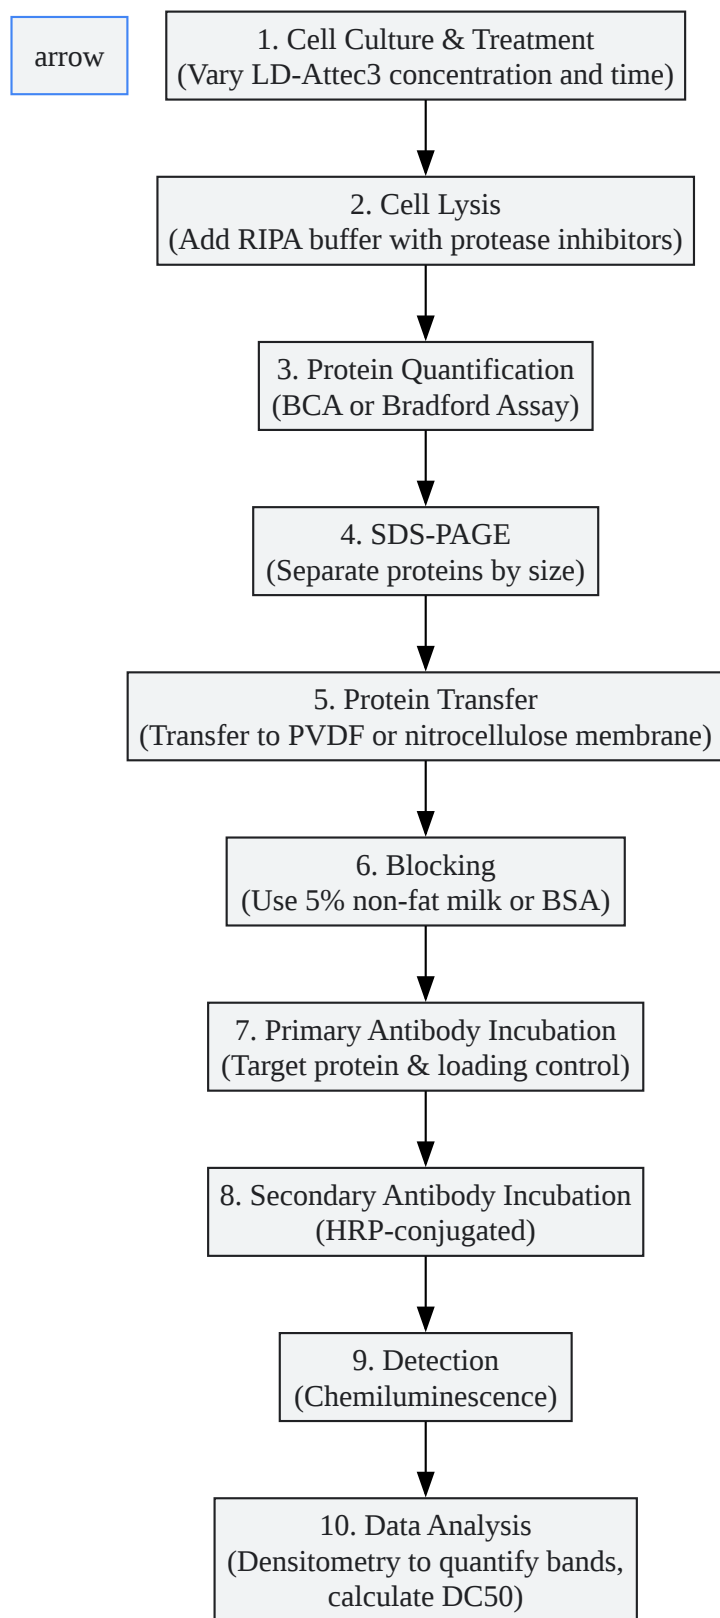 arrow
1. Cell Culture & Treatment
(Vary LD-Attec3 concentration and time)
2. Cell Lysis
(Add RIPA buffer with protease inhibitors)
3. Protein Quantification
(BCA or Bradford Assay)
4. SDS-PAGE
(Separate proteins by size)
5. Protein Transfer
(Transfer to PVDF or nitrocellulose membrane)
6. Blocking
(Use 5% non-fat milk or BSA)
7. Primary Antibody Incubation
(Target protein & loading control)
8. Secondary Antibody Incubation
(HRP-conjugated)
9. Detection
(Chemiluminescence)
10. Data Analysis
(Densitometry to quantify bands,
calculate DC50)